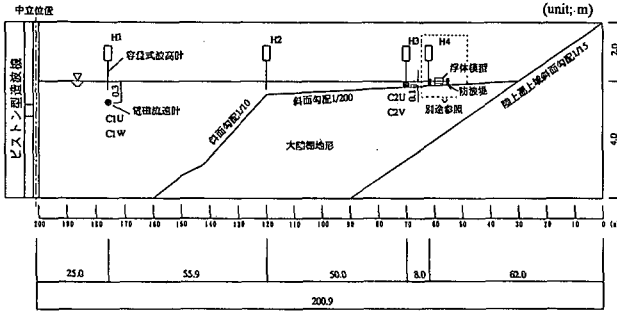 中立位置
(unit; m)
ピストン型造波機
H1
H2
H3
H4
容量式波高計
浮体模型
防波堤
0.3
電磁流速計
C1U
C1W
斜面勾配1/10
斜面勾配1/200
0.1
C2U
C2V
別途参照
陸上遡上域斜面勾配1/15
大陸棚地形
2.0
4.0
200
190
180
170
160
150
140
130
120
110
100
90
80
70
60
50
40
30
20
10
0
(m)
25.0
55.9
50.0
8.0
62.0
200.9